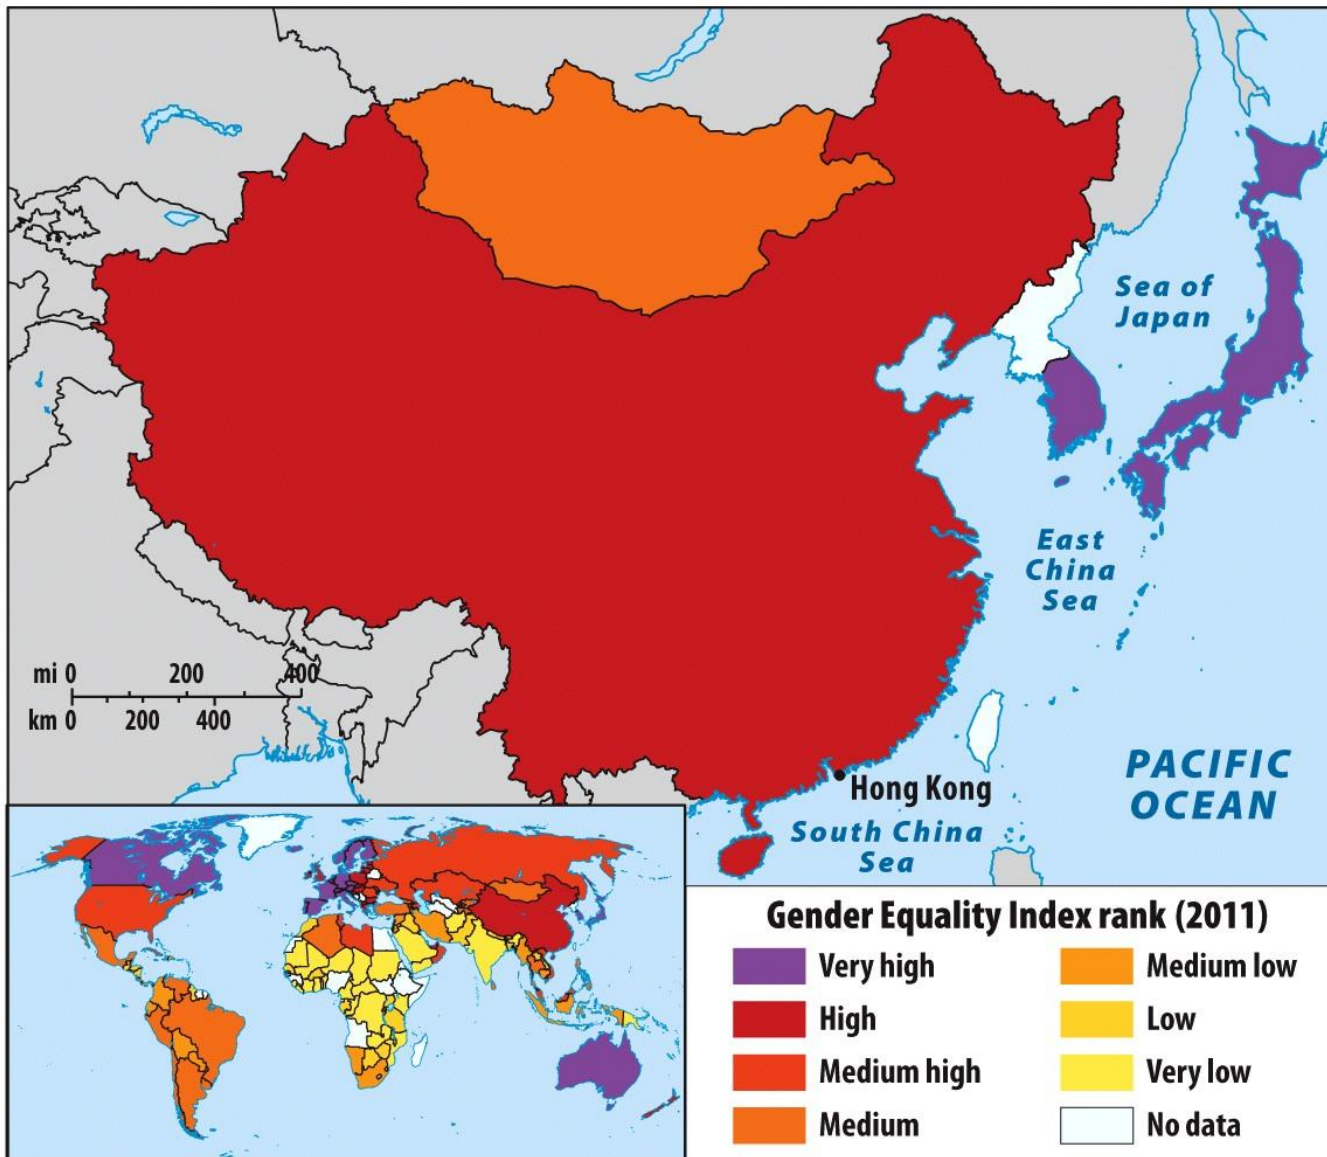 Sea of
Japan
East
China
Sea
mi 0 200 400
km 0 200 400
PACIFIC
OCEAN
Hong Kong
South China
Sea
Gender Equality Index rank (2011)
Very high
High
Medium high
Medium
Medium low
Low
Very low
No data